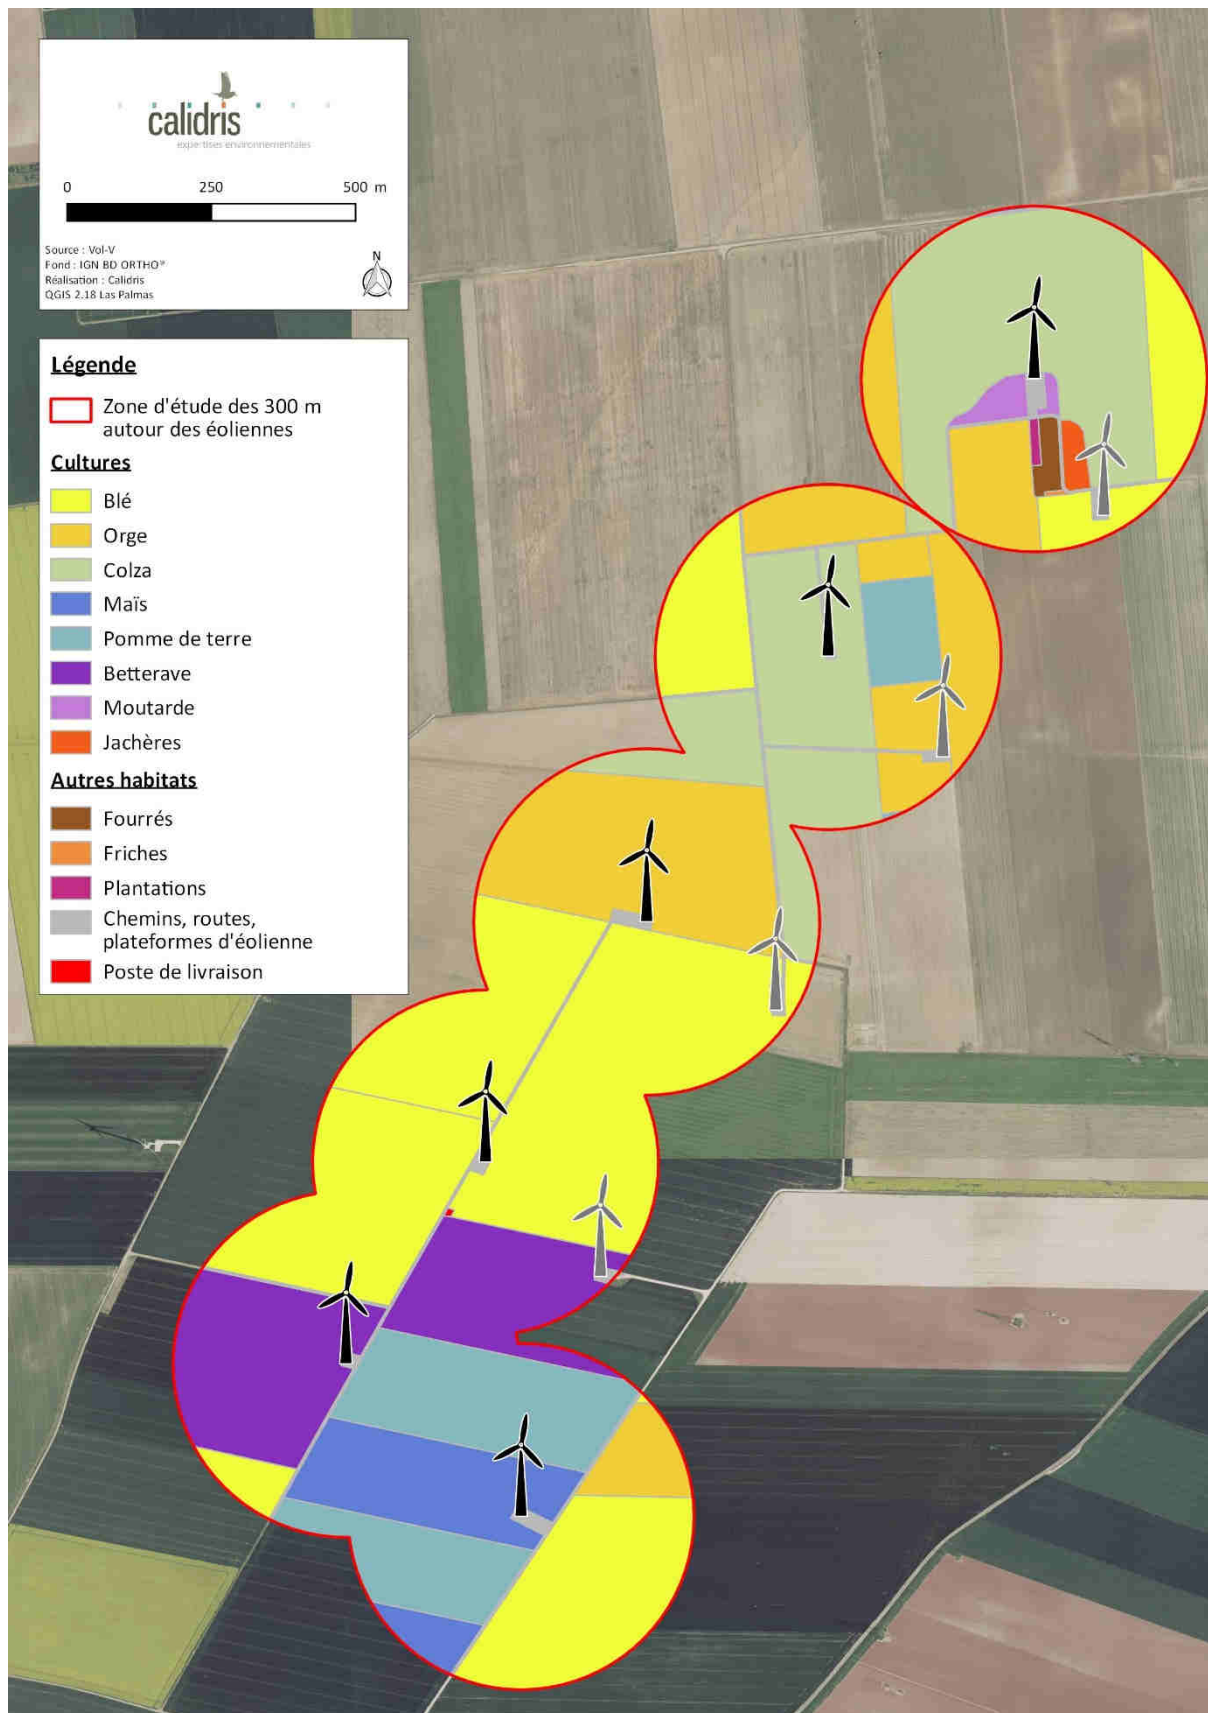 calidris
expertises environnementales
0 250 500 m
Source : Vol-V
Fond : IGN BD ORTHO®
Réalisation : Calidris
QGIS 2.18 Las Palmas
N
Légende
Zone d'étude des 300 m
autour des éoliennes
Cultures
Blé
Orge
Colza
Maïs
Pomme de terre
Betterave
Moutarde
Jachères
Autres habitats
Fourrés
Friches
Plantations
Chemins, routes,
plateformes d'éolienne
Poste de livraison